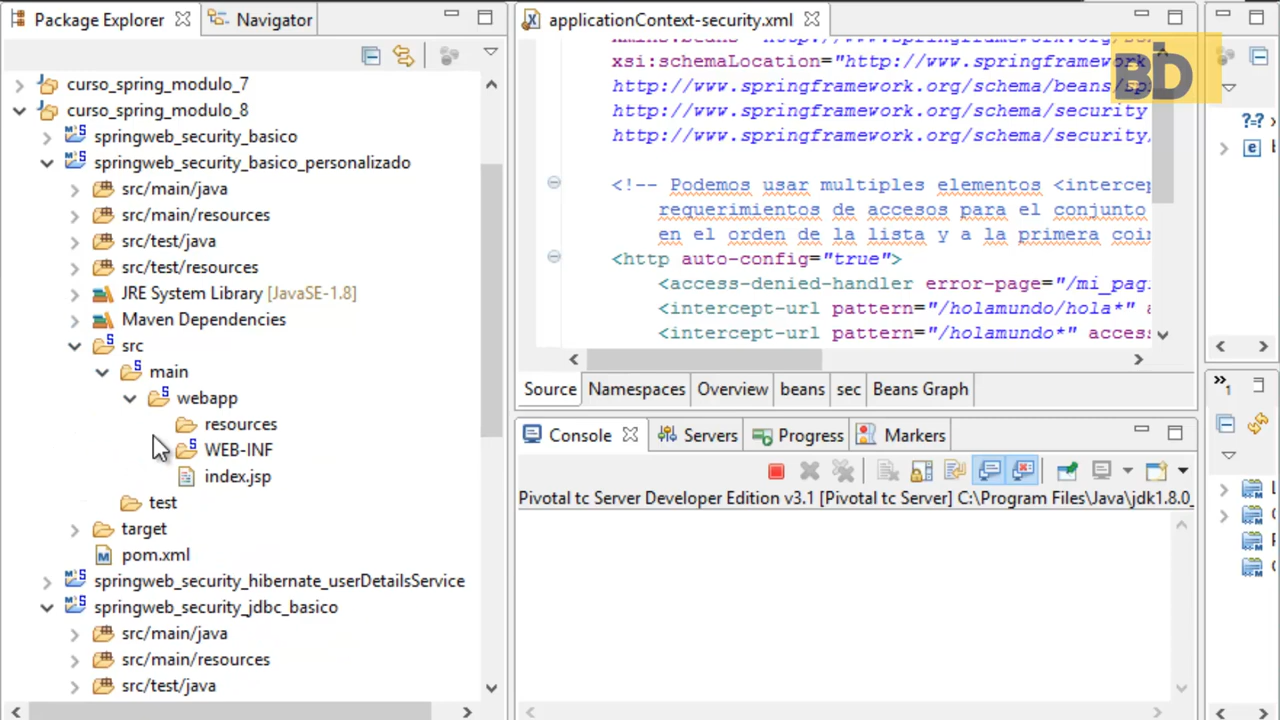 Package Explorer
Navigator
curso_spring_modulo_7
curso_spring_modulo_8
springweb_security_basico
springweb_security_basico_personalizado
src/main/java
src/main/resources
src/test/java
src/test/resources
JRE System Library [JavaSE-1.8]
Maven Dependencies
src
main
webapp
resources
WEB-INF
index.jsp
test
target
pom.xml
springweb_security_hibernate_userDetailsService
springweb_security_jdbc_basico
src/main/java
src/main/resources
src/test/java
applicationContext-security.xml
xsi:schemaLocation="http://www.springframework
http://www.springframework.org/schema/beans/
http://www.springframework.org/schema/security
http://www.springframework.org/schema/security
<!-- Podemos usar multiples elementos <intercep
requerimientos de accesos para el conjunto
en el orden de la lista y a la primera coi
<http auto-config="true">
<access-denied-handler error-page="/mi_pagi
<intercept-url pattern="/holamundo/hola*" a
<intercept-url pattern="/holamundo*" access
Source
Namespaces
Overview
beans
sec
Beans Graph
BiD
Console
Servers
Progress
Markers
Pivotal tc Server Developer Edition v3.1 [Pivotal tc Server] C:\Program Files\Java\jdk1.8.0_